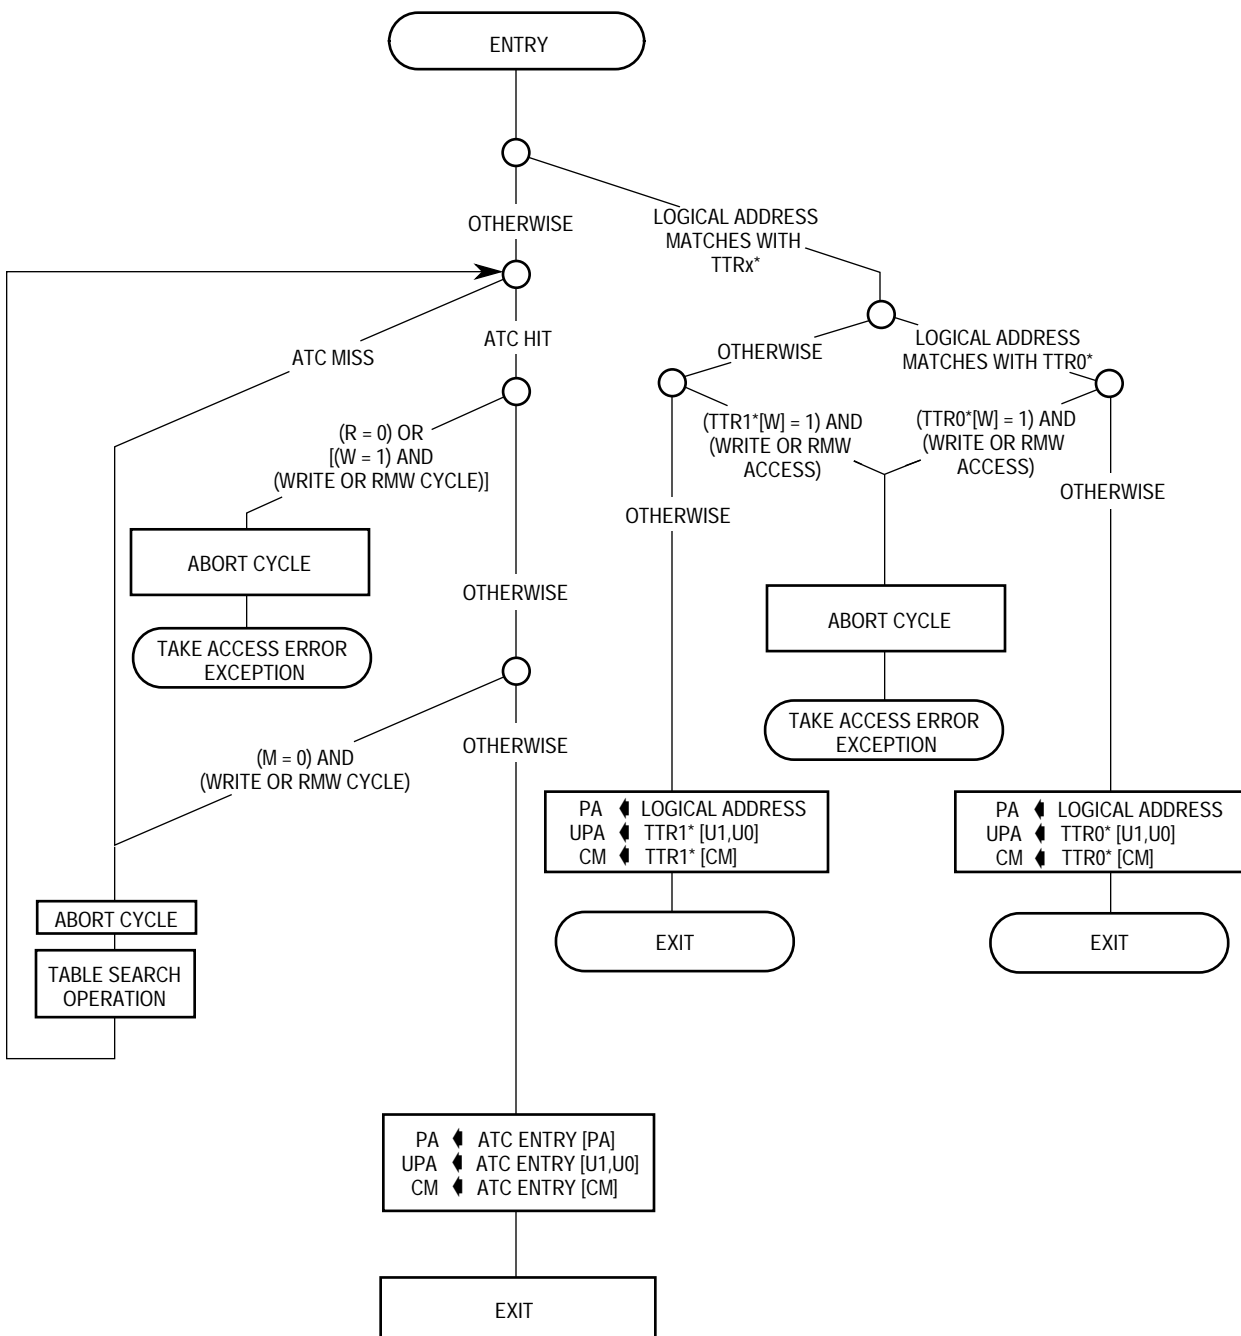 ENTRY
OTHERWISE
LOGICAL ADDRESS
MATCHES WITH
TTRx*
ATC MISS
ATC HIT
OTHERWISE
LOGICAL ADDRESS
MATCHES WITH TTR0*
(R = 0) OR
[(W = 1) AND
(WRITE OR RMW CYCLE)]
(TTR1*[W] = 1) AND
(WRITE OR RMW
ACCESS)
(TTR0*[W] = 1) AND
(WRITE OR RMW
ACCESS)
OTHERWISE
OTHERWISE
ABORT CYCLE
OTHERWISE
ABORT CYCLE
TAKE ACCESS ERROR
EXCEPTION
TAKE ACCESS ERROR
EXCEPTION
(M = 0) AND
(WRITE OR RMW CYCLE)
OTHERWISE
PA LOGICAL ADDRESS
UPA TTR1* [U1,U0]
CM TTR1* [CM]
PA LOGICAL ADDRESS
UPA TTR0* [U1,U0]
CM TTR0* [CM]
ABORT CYCLE
TABLE SEARCH
OPERATION
EXIT
EXIT
PA ATC ENTRY [PA]
UPA ATC ENTRY [U1,U0]
CM ATC ENTRY [CM]
EXIT